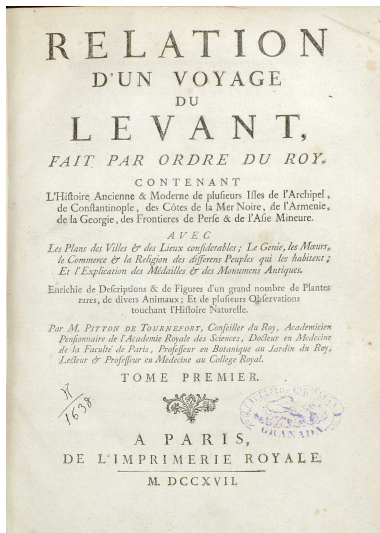 RELATION
D'UN VOYAGE
DU
LEVANT,
FAIT PAR ORDRE DU ROY.
CONTENANT
L'Histoire Ancienne & Moderne de plusieurs Isles de l'Archipel,
de Constantinople, des Côtes de la Mer Noire, de l'Armenie,
de la Georgie, des Frontieres de Perse & de l'Asie Mineure.
AVEC
Les Plans des Villes & des Lieux considerables; Le Genie, les Mœurs,
le Commerce & la Religion des differens Peuples qui les habitent;
Et l'Explication des Médailles & des Monumens Antiques.
Enrichie de Descriptions & de Figures d'un grand nombre de Plantes
rares, de divers Animaux; Et de plusieurs Observations
touchant l'Histoire Naturelle.
Par M. PITTON DE TOURNEFORT, Conseiller du Roy, Academicien
Pensionnaire de l'Academie Royale des Sciences, Docteur en Medecine
de la Faculté de Paris, Professeur en Botanique au Jardin du Roy,
Lecteur & Professeur en Medecine au College Royal.
TOME PREMIER.
1638
GRANADA
A PARIS,
DE L'IMPRIMERIE ROYALE.
M. DCCXVII.